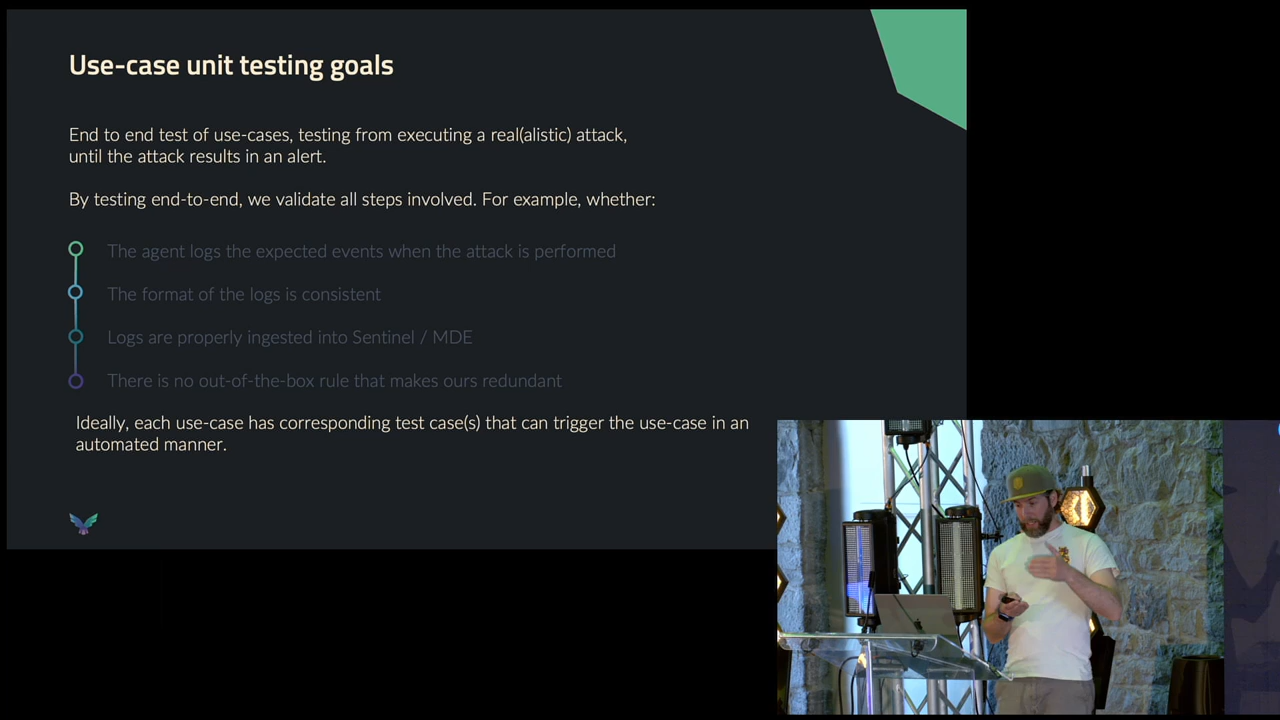 Use-case unit testing goals
End to end test of use-cases, testing from executing a real(alistic) attack,
until the attack results in an alert.
By testing end-to-end, we validate all steps involved. For example, whether:
The agent logs the expected events when the attack is performed
The format of the logs is consistent
Logs are properly ingested into Sentinel / MDE
There is no out-of-the-box rule that makes ours redundant
Ideally, each use-case has corresponding test case(s) that can trigger the use-case in an
automated manner.